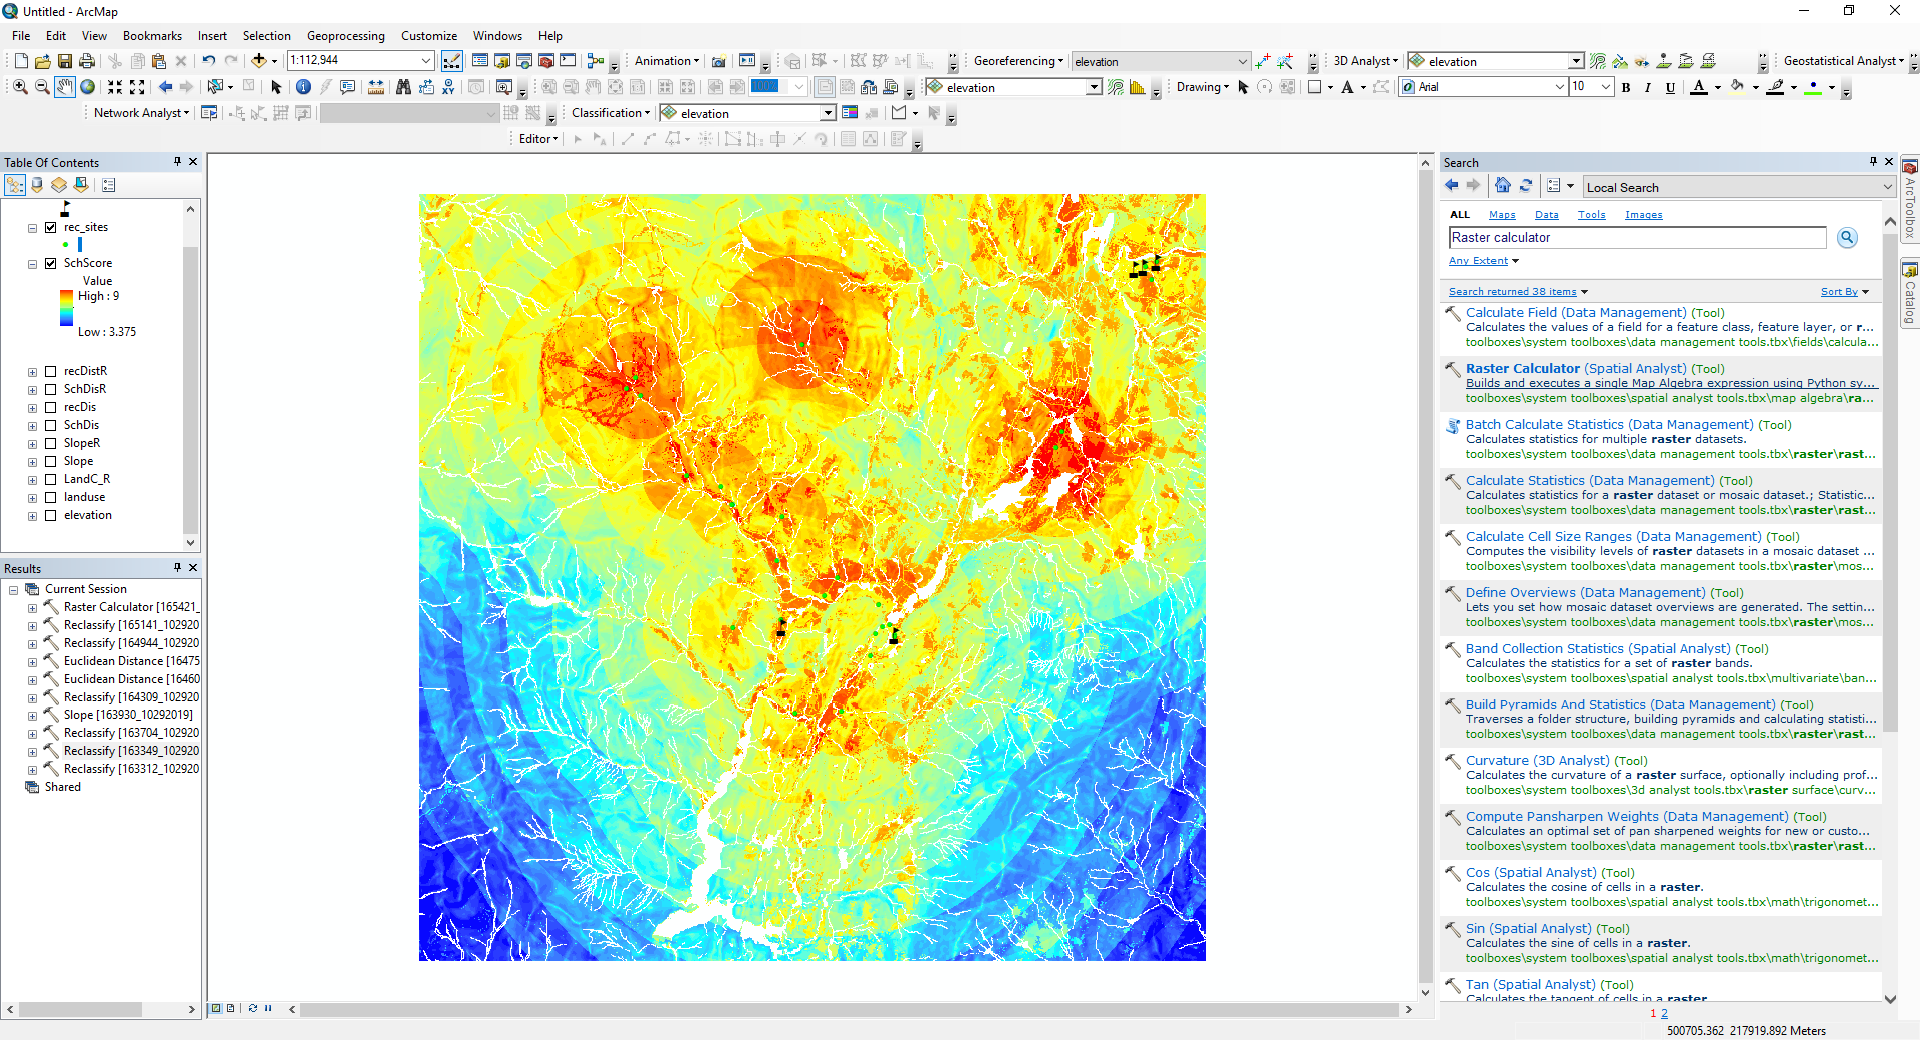 Untitled - ArcMap
File Edit View Bookmarks Insert Selection Geoprocessing Customize Windows Help
1:112,944
Animation
Georeferencing
elevation
3D Analyst
elevation
Geostatistical Analyst
100%
elevation
Drawing
A
Arial
10
B I U A
Network Analyst
Classification
elevation
Editor
Table Of Contents
rec_sites
SchScore
Value
High : 9
Low : 3.375
recDistR
SchDisR
recDis
SchDis
SlopeR
Slope
LandC_R
landuse
elevation
Results
Current Session
Raster Calculator [165421_
Reclassify [165141_102920
Reclassify [164944_102920
Euclidean Distance [16475
Euclidean Distance [16460
Reclassify [164309_102920
Slope [163930_10292019]
Reclassify [163704_102920
Reclassify [163349_102920
Reclassify [163312_102920
Shared
Search
Local Search
ALL Maps Data Tools Images
Raster calculator
Any Extent
Search returned 38 items
Sort By
Calculate Field (Data Management) (Tool)
Calculates the values of a field for a feature class, feature layer, or r...
toolboxes\system toolboxes\data management tools.tbx\fields\calcula...
Raster Calculator (Spatial Analyst) (Tool)
Builds and executes a single Map Algebra expression using Python sy...
toolboxes\system toolboxes\spatial analyst tools.tbx\map algebra\ra...
Batch Calculate Statistics (Data Management) (Tool)
Calculates statistics for multiple raster datasets.
toolboxes\system toolboxes\data management tools.tbx\raster\rast...
Calculate Statistics (Data Management) (Tool)
Calculates statistics for a raster dataset or mosaic dataset.; Statistic...
toolboxes\system toolboxes\data management tools.tbx\raster\rast...
Calculate Cell Size Ranges (Data Management) (Tool)
Computes the visibility levels of raster datasets in a mosaic dataset ...
toolboxes\system toolboxes\data management tools.tbx\raster\mos...
Define Overviews (Data Management) (Tool)
Lets you set how mosaic dataset overviews are generated. The settin...
toolboxes\system toolboxes\data management tools.tbx\raster\mos...
Band Collection Statistics (Spatial Analyst) (Tool)
Calculates the statistics for a set of raster bands.
toolboxes\system toolboxes\spatial analyst tools.tbx\multivariate\ban...
Build Pyramids And Statistics (Data Management) (Tool)
Traverses a folder structure, building pyramids and calculating statisti...
toolboxes\system toolboxes\data management tools.tbx\raster\rast...
Curvature (3D Analyst) (Tool)
Calculates the curvature of a raster surface, optionally including prof...
toolboxes\system toolboxes\3d analyst tools.tbx\raster surface\curv...
Compute Pansharpen Weights (Data Management) (Tool)
Calculates an optimal set of pan sharpened weights for new or custo...
toolboxes\system toolboxes\data management tools.tbx\raster\rast...
Cos (Spatial Analyst) (Tool)
Calculates the cosine of cells in a raster.
toolboxes\system toolboxes\spatial analyst tools.tbx\math\trigonomet...
Sin (Spatial Analyst) (Tool)
Calculates the sine of cells in a raster.
toolboxes\system toolboxes\spatial analyst tools.tbx\math\trigonomet...
Tan (Spatial Analyst) (Tool)
Calculates the tangent of cells in a raster
1 2
ArcToolbox
Catalog
500705.362 217919.892 Meters